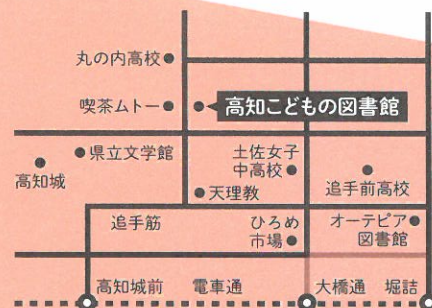 丸の内高校
喫茶ムトー
高知こどもの図書館
県立文学館
高知城
土佐女子
中高校
追手前高校
天理教
追手筋
ひろめ
市場
オーテピア
図書館
高知城前
電車通
大橋通
堀詰